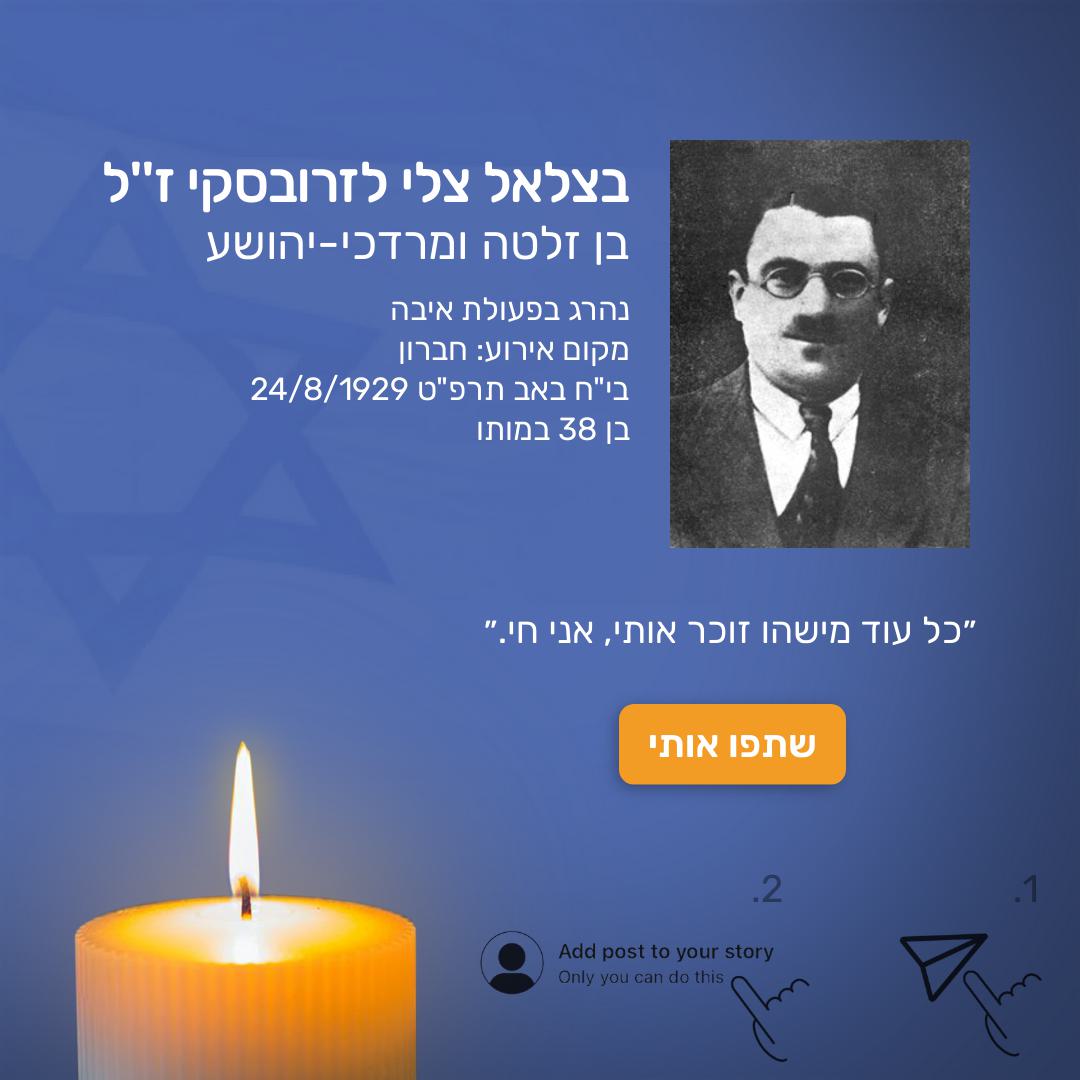 בצלאל צלי לזרובסקי ז"ל
בן זלטה ומרדכי-יהושע
נהרג בפעולת איבה
מקום אירוע: חברון
בי"ח באב תרפ"ט 24/8/1929
בן 38 במותו
״כל עוד מישהו זוכר אותי, אני חי.״
שתפו אותי
1.
2.
Add post to your story
Only you can do this